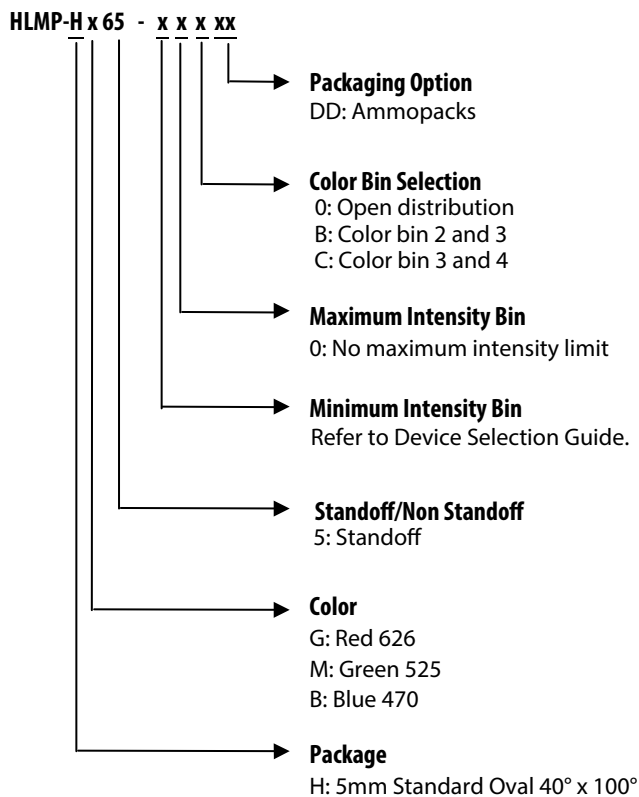 HLMP-H x 65 - x x x xx
Packaging Option
DD: Ammopacks
Color Bin Selection
0: Open distribution
B: Color bin 2 and 3
C: Color bin 3 and 4
Maximum Intensity Bin
0: No maximum intensity limit
Minimum Intensity Bin
Refer to Device Selection Guide.
Standoff/Non Standoff
5: Standoff
Color
G: Red 626
M: Green 525
B: Blue 470
Package
H: 5mm Standard Oval 40° x 100°